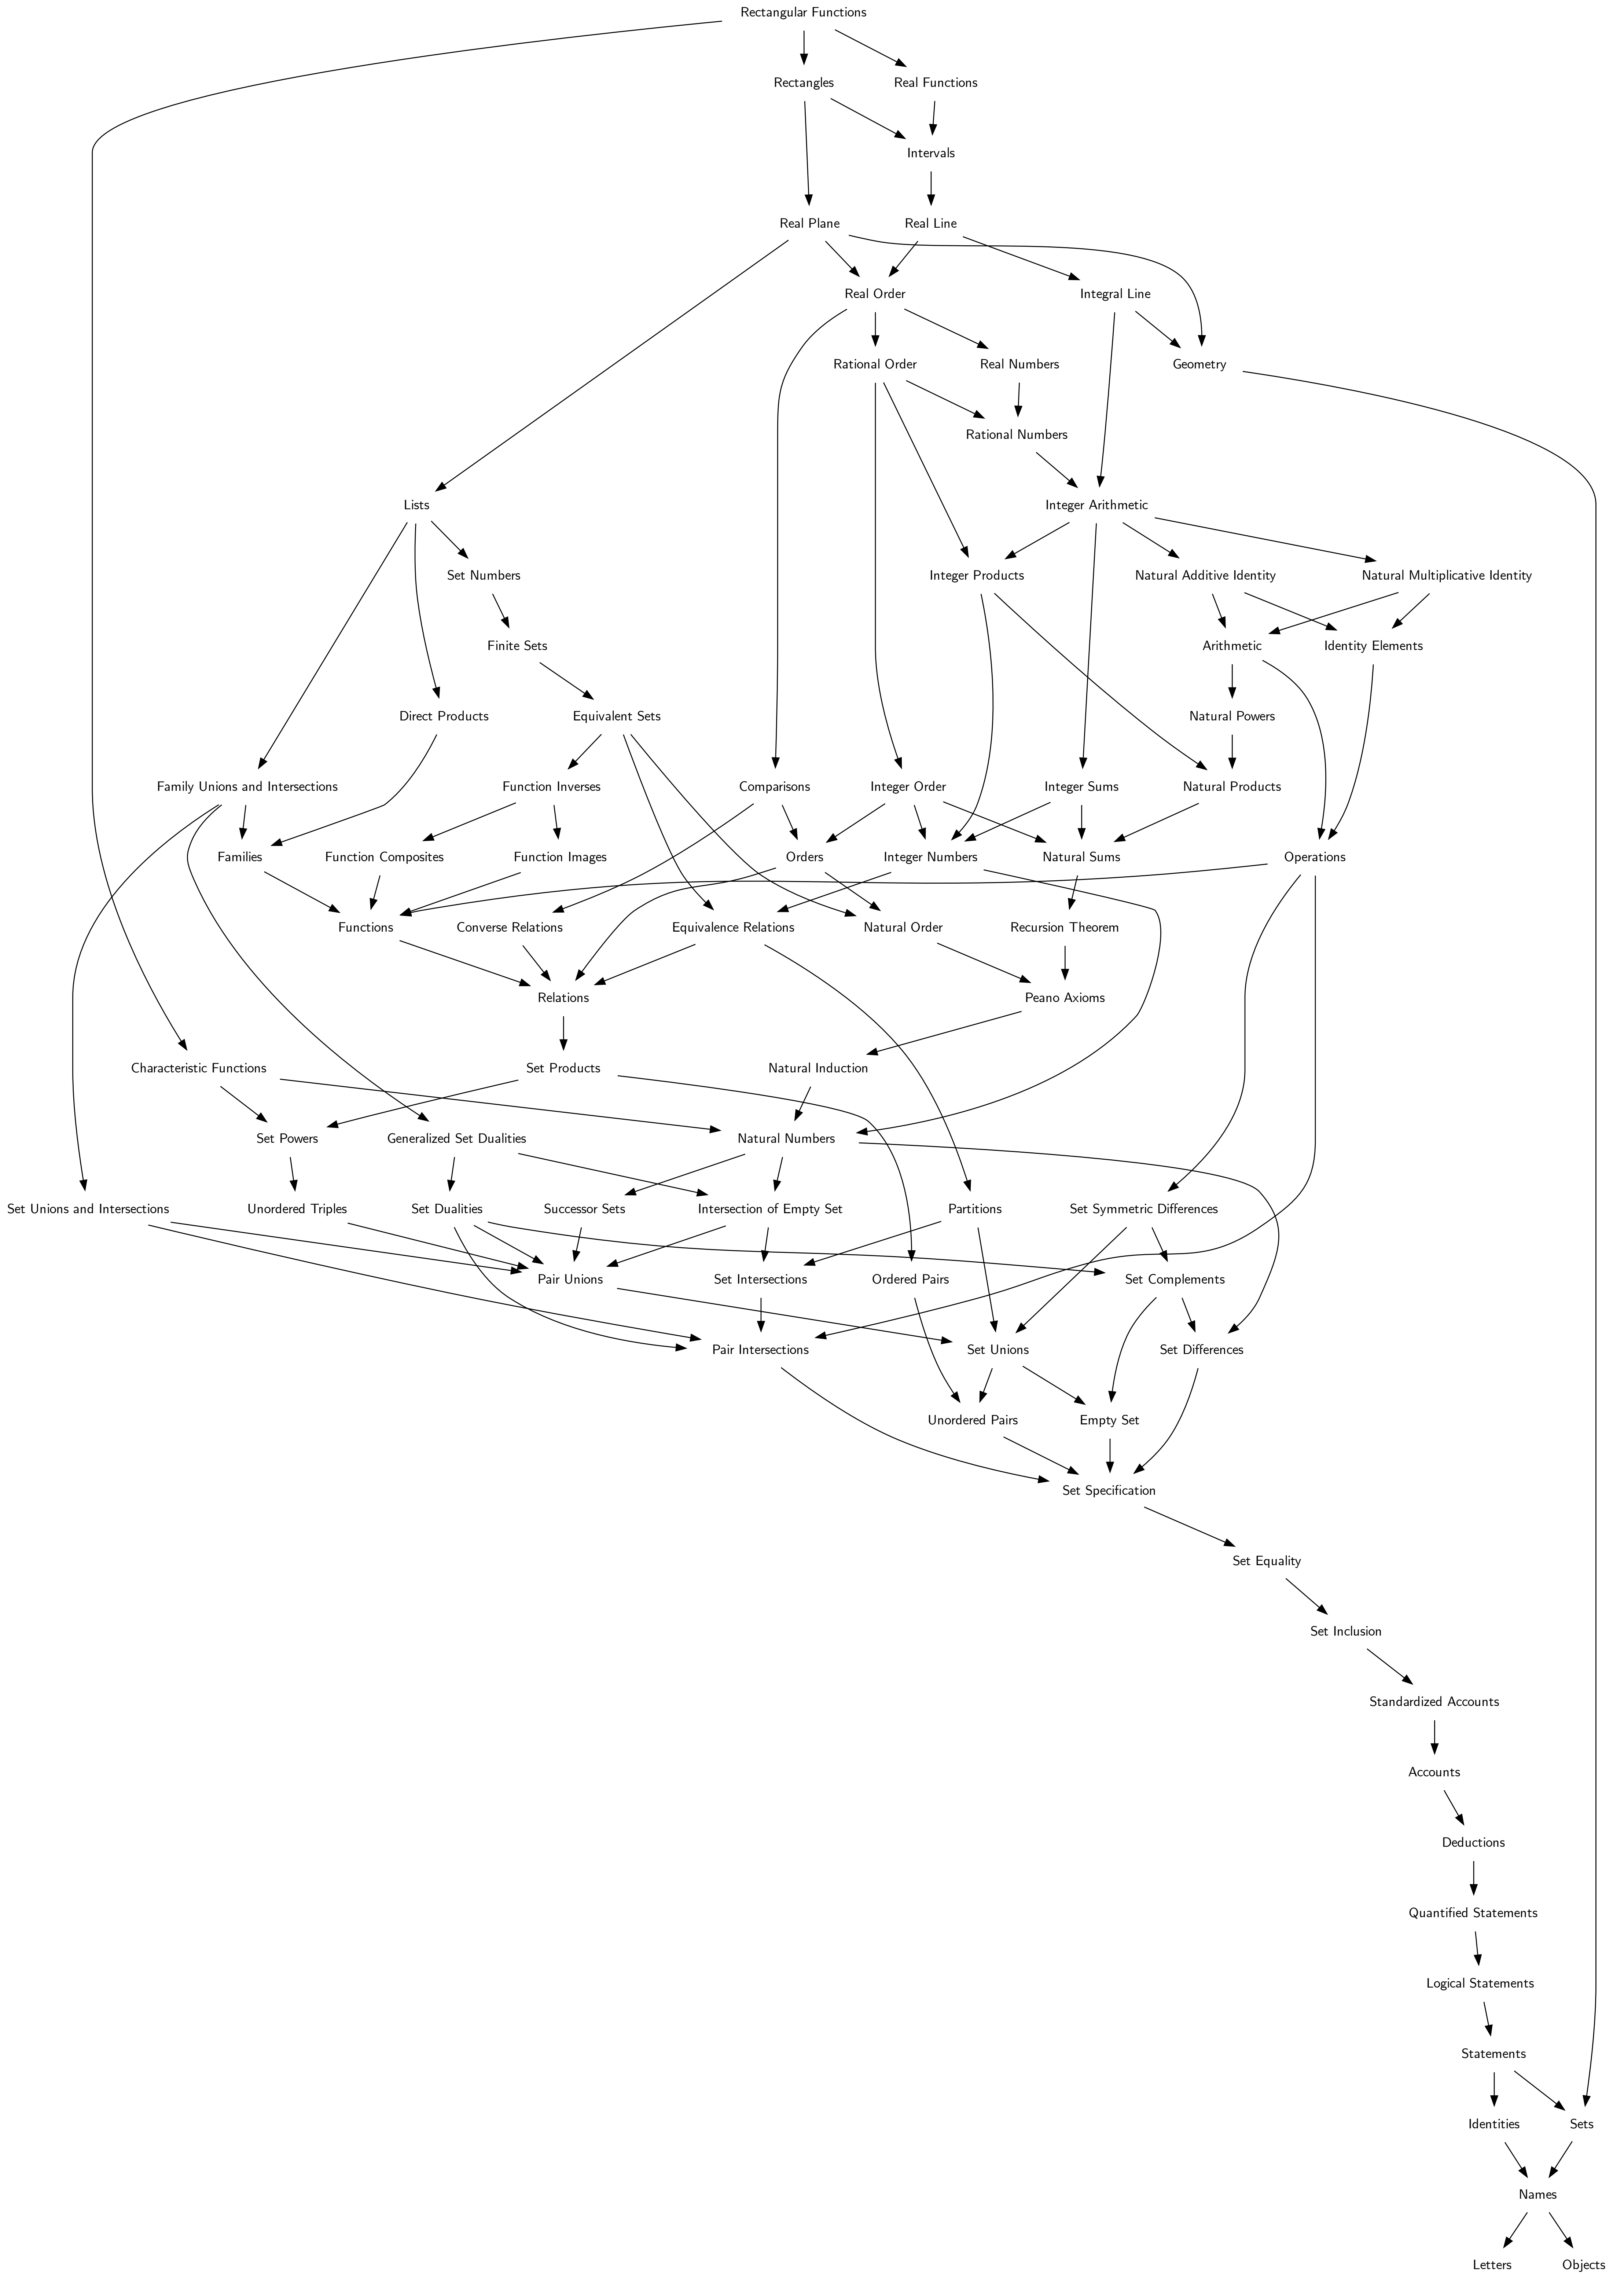 Rectangular Functions
Rectangles
Real Functions
Intervals
Real Plane
Real Line
Real Order
Integral Line
Rational Order
Real Numbers
Geometry
Rational Numbers
Lists
Integer Arithmetic
Set Numbers
Integer Products
Natural Additive Identity
Natural Multiplicative Identity
Finite Sets
Arithmetic
Identity Elements
Direct Products
Equivalent Sets
Natural Powers
Family Unions and Intersections
Function Inverses
Comparisons
Integer Order
Integer Sums
Natural Products
Families
Function Composites
Function Images
Orders
Integer Numbers
Natural Sums
Operations
Functions
Converse Relations
Equivalence Relations
Natural Order
Recursion Theorem
Relations
Peano Axioms
Characteristic Functions
Set Products
Natural Induction
Set Powers
Generalized Set Dualities
Natural Numbers
Set Unions and Intersections
Unordered Triples
Set Dualities
Successor Sets
Intersection of Empty Set
Partitions
Set Symmetric Differences
Pair Unions
Set Intersections
Ordered Pairs
Set Complements
Pair Intersections
Set Unions
Set Differences
Unordered Pairs
Empty Set
Set Specification
Set Equality
Set Inclusion
Standardized Accounts
Accounts
Deductions
Quantified Statements
Logical Statements
Statements
Identities
Sets
Names
Letters
Objects